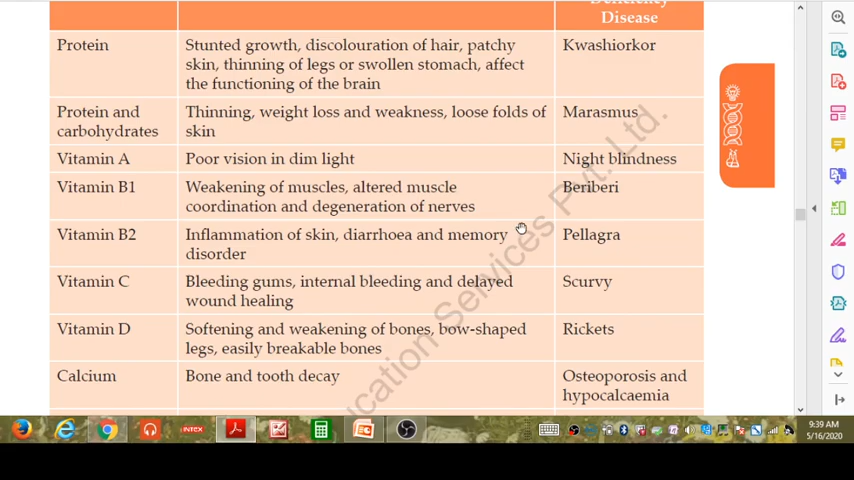 Deficiency
Disease
Protein
Stunted growth, discolouration of hair, patchy
skin, thinning of legs or swollen stomach, affect
the functioning of the brain
Kwashiorkor
Protein and
carbohydrates
Thinning, weight loss and weakness, loose folds of
skin
Marasmus
Vitamin A
Poor vision in dim light
Night blindness
Vitamin B1
Weakening of muscles, altered muscle
coordination and degeneration of nerves
Beriberi
Vitamin B2
Inflammation of skin, diarrhoea and memory
disorder
Pellagra
Vitamin C
Bleeding gums, internal bleeding and delayed
wound healing
Scurvy
Vitamin D
Softening and weakening of bones, bow-shaped
legs, easily breakable bones
Rickets
Calcium
Bone and tooth decay
Osteoporosis and
hypocalcaemia
ucation Services Pvt. Ltd.
INTEX
9:39 AM
5/16/2020